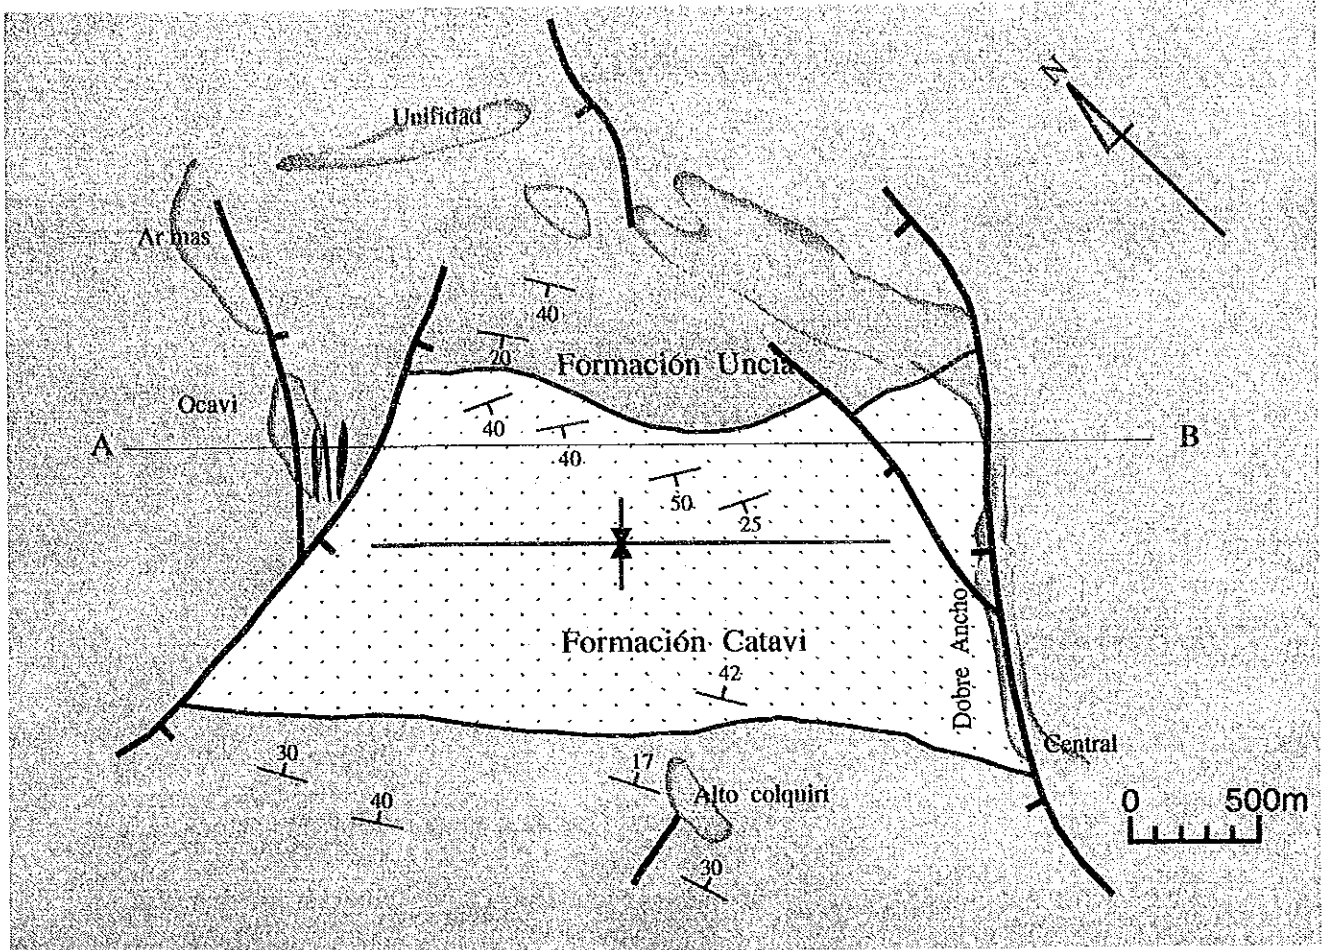 N
Unifidad
Ar mas
40
20
Formación Uncia
Ocavi
40
40
A
B
50
25
Formación Catavi
42
Dobre Ancho
Central
30
17
Alto colquiri
40
30
0 500m